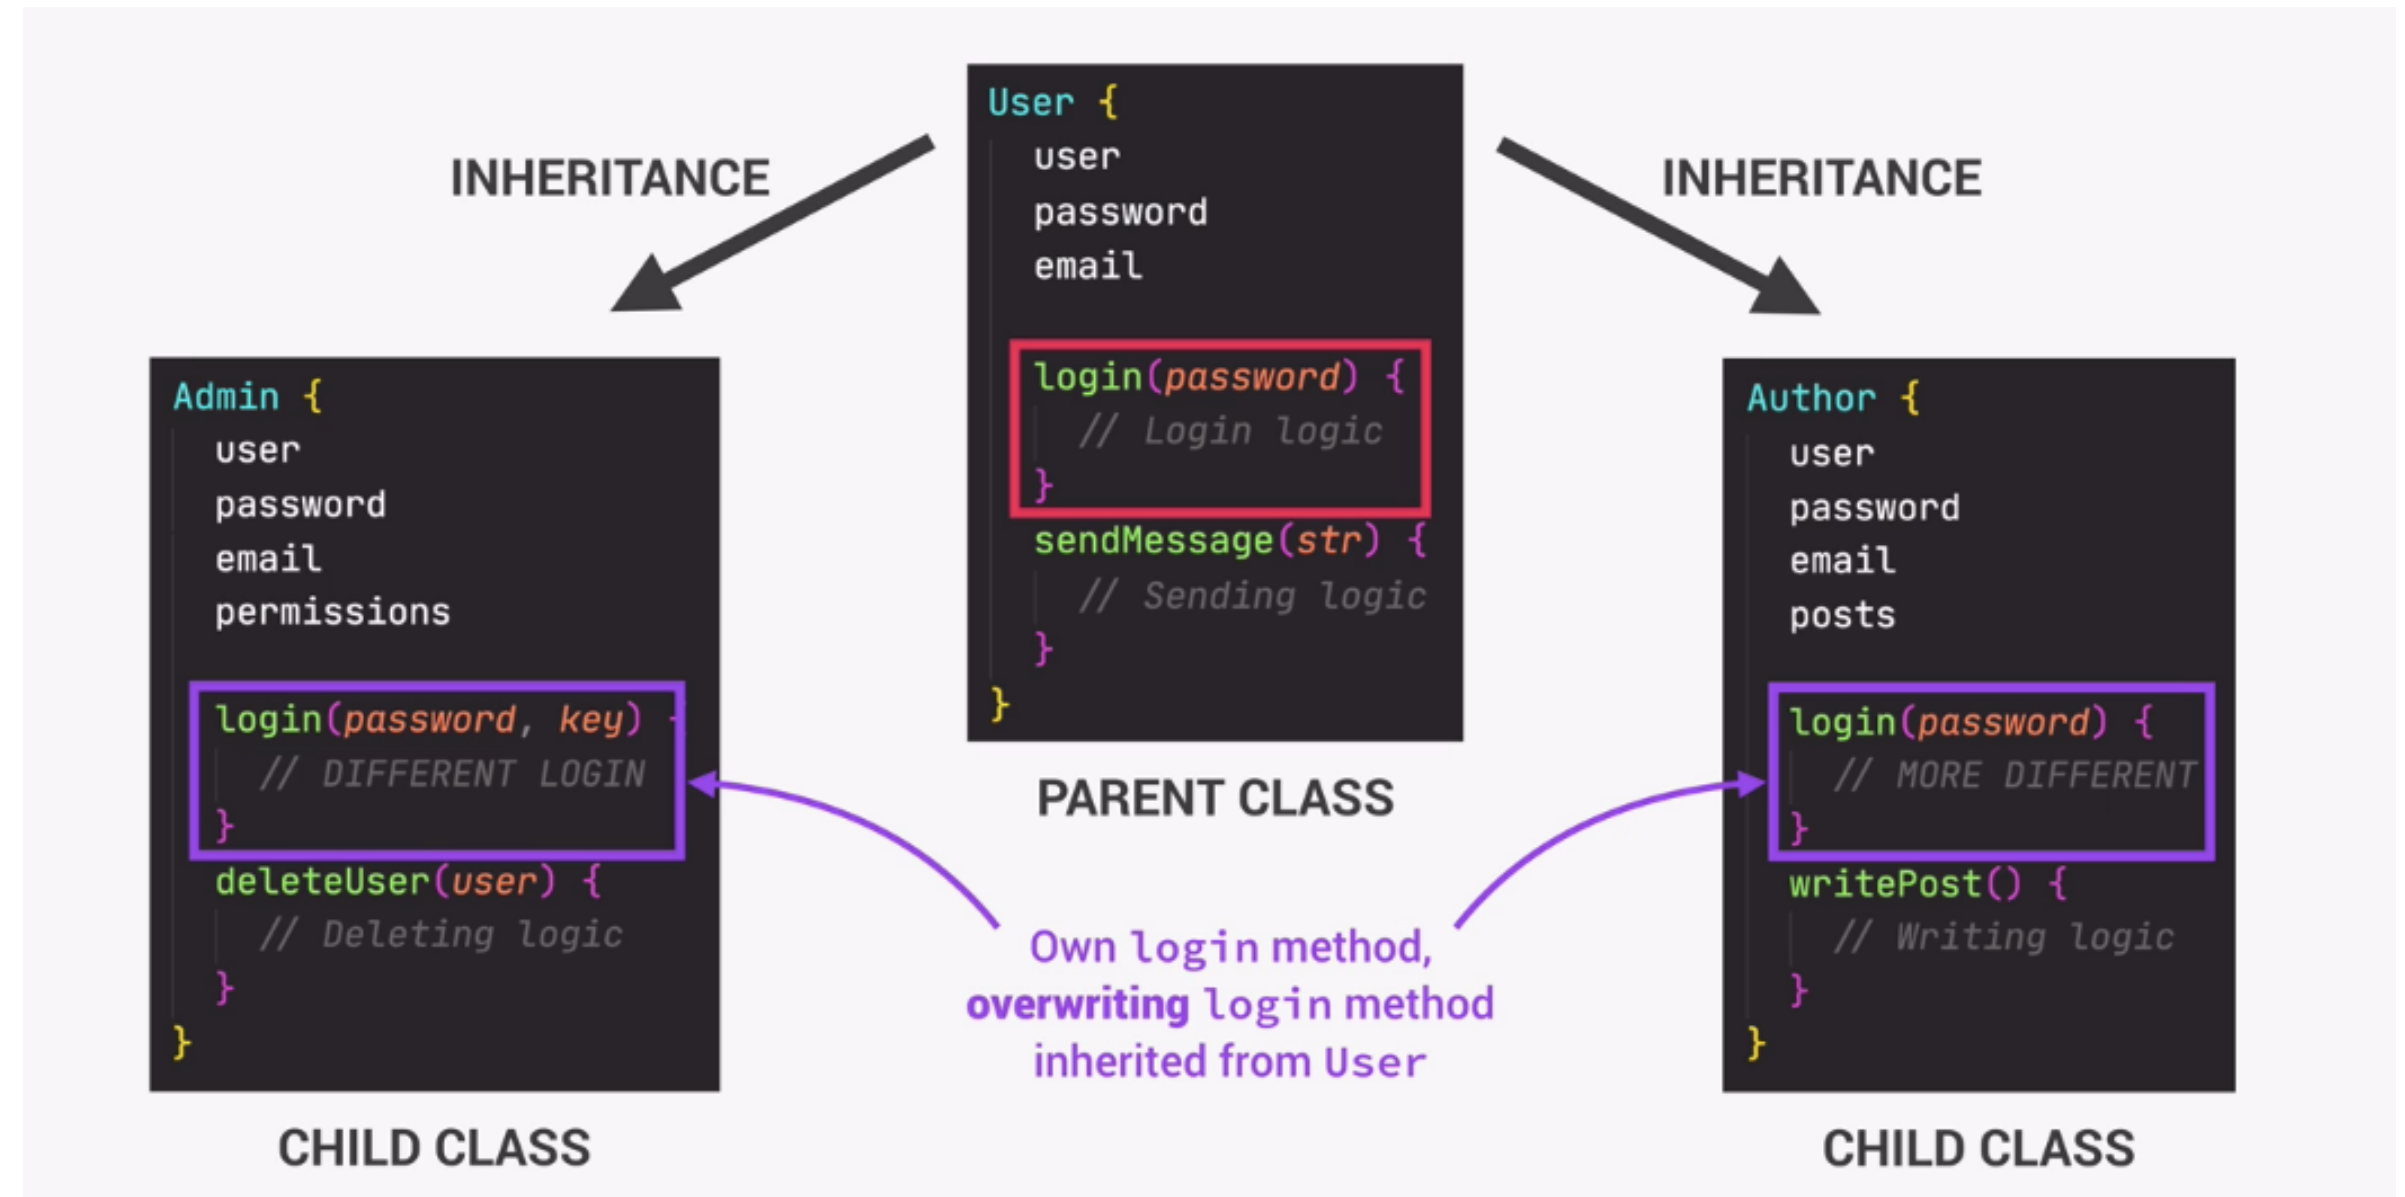 INHERITANCE
INHERITANCE
User {
user
password
email
login(password) {
// Login logic
}
sendMessage(str) {
// Sending logic
}
}
PARENT CLASS
Admin {
user
password
email
permissions
login(password, key) {
// DIFFERENT LOGIN
}
deleteUser(user) {
// Deleting logic
}
}
CHILD CLASS
Own login method,
overwriting login method
inherited from User
Author {
user
password
email
posts
login(password) {
// MORE DIFFERENT
}
writePost() {
// Writing logic
}
}
CHILD CLASS